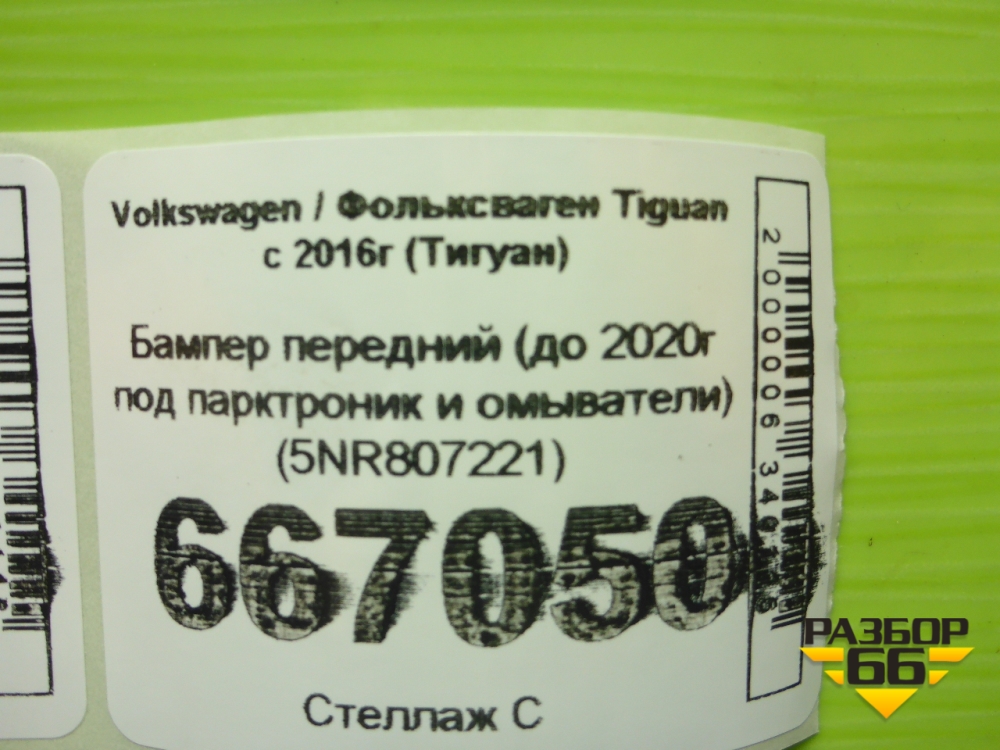 Volkswagen / Фольксваген Tiguan
с 2016г (Тигуан)
Бампер передний (до 2020г
под парктроник и омыватели)
(5NR807221)
667050
Стеллаж С
РАЗБОР
66